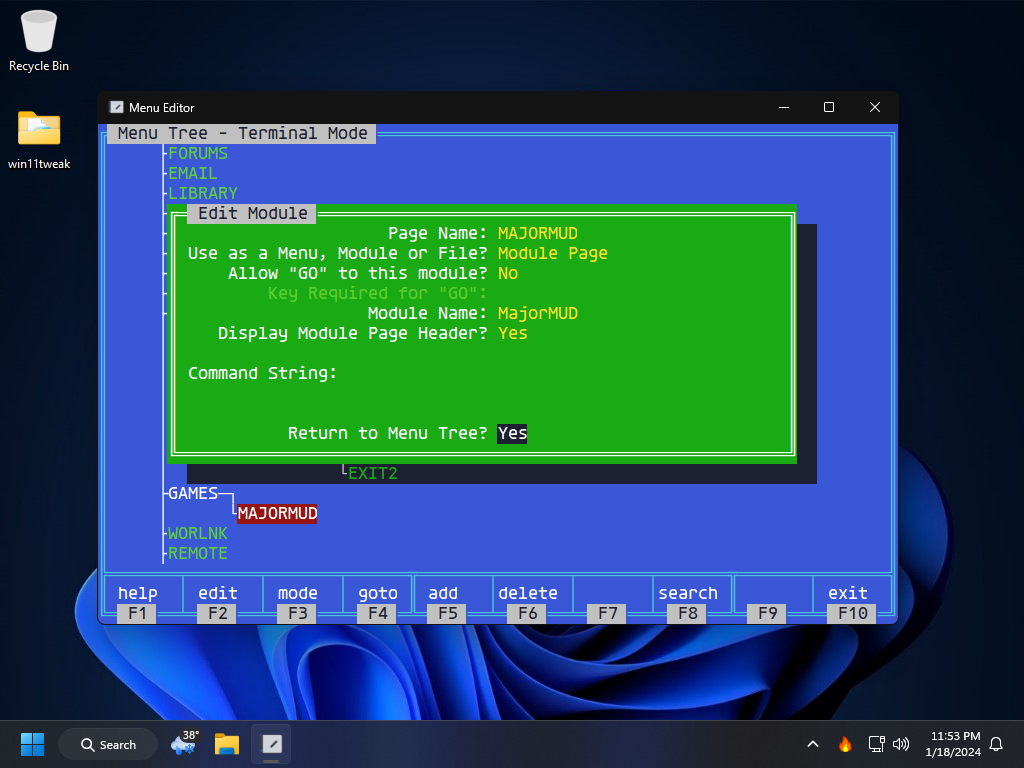 Recycle Bin
win11tweak
Menu Editor
Menu Tree - Terminal Mode
FORUMS
EMAIL
LIBRARY
Edit Module
Page Name: MAJORMUD
Use as a Menu, Module or File? Module Page
Allow "GO" to this module? No
Key Required for "GO":
Module Name: MajorMUD
Display Module Page Header? Yes
Command String:
Return to Menu Tree? Yes
EXIT2
GAMES
MAJORMUD
WORLNK
REMOTE
help edit mode goto add delete search exit
F1 F2 F3 F4 F5 F6 F7 F8 F9 F10
Search
38°
11:53 PM
1/18/2024